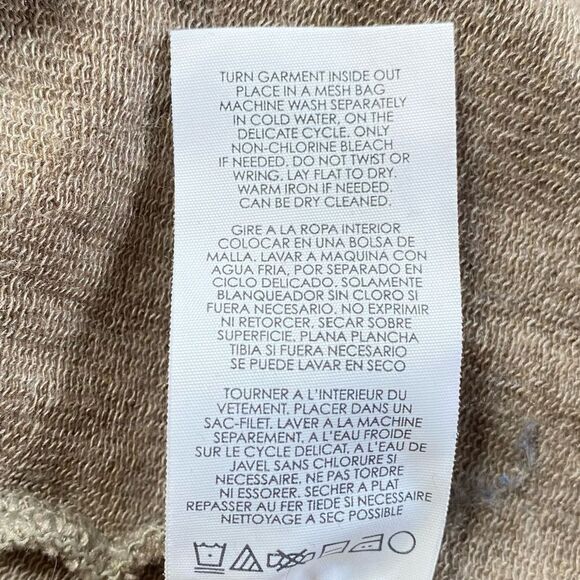 TURN GARMENT INSIDE OUT
PLACE IN A MESH BAG
MACHINE WASH SEPARATELY
IN COLD WATER, ON THE
DELICATE CYCLE. ONLY
NON-CHLORINE BLEACH
IF NEEDED. DO NOT TWIST OR
WRING. LAY FLAT TO DRY.
WARM IRON IF NEEDED.
CAN BE DRY CLEANED.
GIRE A LA ROPA INTERIOR
COLOCAR EN UNA BOLSA DE
MALLA. LAVAR A MAQUINA CON
AGUA FRIA, POR SEPARADO EN
CICLO DELICADO. SOLAMENTE
BLANQUEADOR SIN CLORO SI
FUERA NECESARIO. NO EXPRIMIR
NI RETORCER. SECAR SOBRE
SUPERFICIE. PLANA PLANCHA
TIBIA SI FUERA NECESARIO
SE PUEDE LAVAR EN SECO
TOURNER A L'INTERIEUR DU
VETEMENT. PLACER DANS UN
SAC-FILET. LAVER A LA MACHINE
SEPAREMENT. A L'EAU FROIDE
SUR LE CYCLE DELICAT. A L'EAU DE
JAVEL SANS CHLORURE SI
NÉCESSAIRE. NE PAS TORDRE
NI ESSORER. SECHER A PLAT
REPASSER AU FER TIEDE SI NECESSAIRE
NETTOYAGE A SEC POSSIBLE